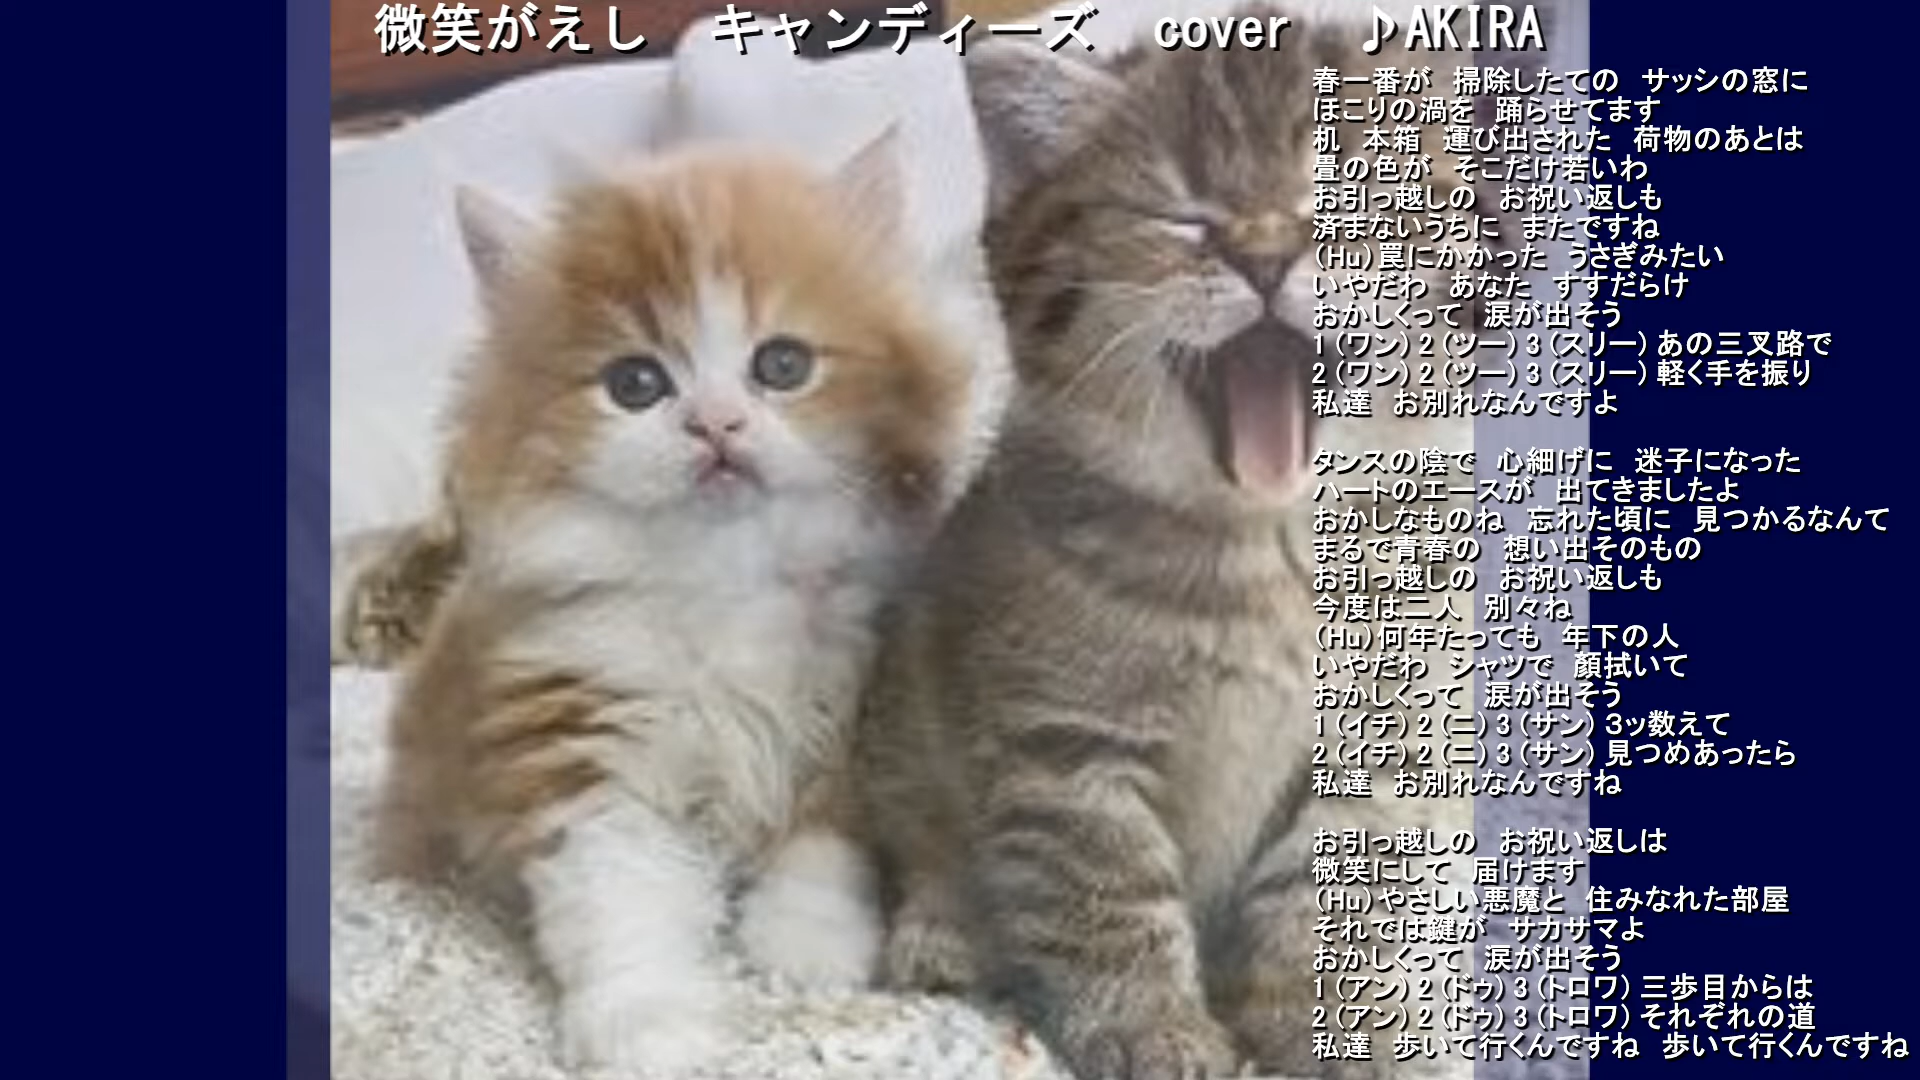 微笑がえし　キャンディーズ　cover　♪AKIRA
春一番が　掃除したての　サッシの窓に
ほこりの渦を　踊らせてます
机　本箱　運び出された　荷物のあとは
畳の色が　そこだけ若いわ
お引っ越しの　お祝い返しも
済まないうちに　またですね
(Hu)罠にかかった　うさぎみたい
いやだわ　あなた　すすだらけ
おかしくって　涙が出そう
1(ワン)2(ツー)3(スリー)あの三叉路で
2(ワン)2(ツー)3(スリー)軽く手を振り
私達　お別れなんですよ
タンスの陰で　心細げに　迷子になった
ハートのエースが　出てきましたよ
おかしなものね　忘れた頃に　見つかるなんて
まるで青春の　想い出そのもの
お引っ越しの　お祝い返しも
今度は二人　別々ね
(Hu)何年たっても　年下の人
いやだわ　シャツで　顔拭いて
おかしくって　涙が出そう
1(イチ)2(ニ)3(サン)3ッ数えて
2(イチ)2(ニ)3(サン)見つめあったら
私達　お別れなんですね
お引っ越しの　お祝い返しは
微笑にして　届けます
(Hu)やさしい悪魔と　住みなれた部屋
それでは鍵が　サカサマよ
おかしくって　涙が出そう
1(アン)2(ドゥ)3(トロワ)三歩目からは
2(アン)2(ドゥ)3(トロワ)それぞれの道
私達　歩いて行くんですね　歩いて行くんですね